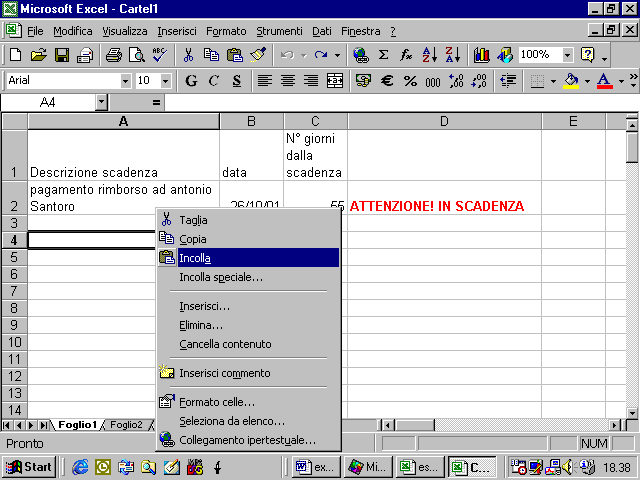 Microsoft Excel - Cartel1
File Modifica Visualizza Inserisci Formato Strumenti Dati Finestra ?
100%
Arial 10 G C S 000
A4 =
A B C D E
1 Descrizione scadenza data N° giorni dalla scadenza
2 pagamento rimborso ad antonio Santoro 26/10/01 55 ATTENZIONE! IN SCADENZA
3
4
5
6
7
8
9
10
11
12
13
14
Taglia
Copia
Incolla
Incolla speciale...
Inserisci...
Elimina...
Cancella contenuto
Inserisci commento
Formato celle...
Seleziona da elenco...
Collegamento ipertestuale...
Foglio1 Foglio2
Pronto NUM
Start ex... Mi... es... C... 18.38